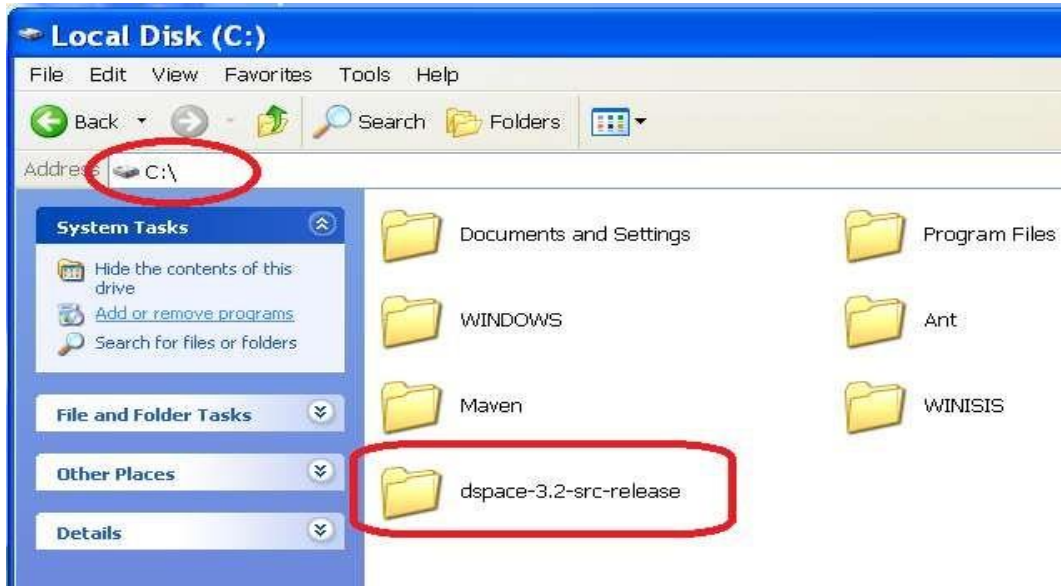 Local Disk (C:)
File Edit View Favorites Tools Help
Back Search Folders
Address C:\
System Tasks
Hide the contents of this
drive
Add or remove programs
Search for files or folders
File and Folder Tasks
Other Places
Details
Documents and Settings Program Files
WINDOWS Ant
Maven WINISIS
dspace-3.2-src-release